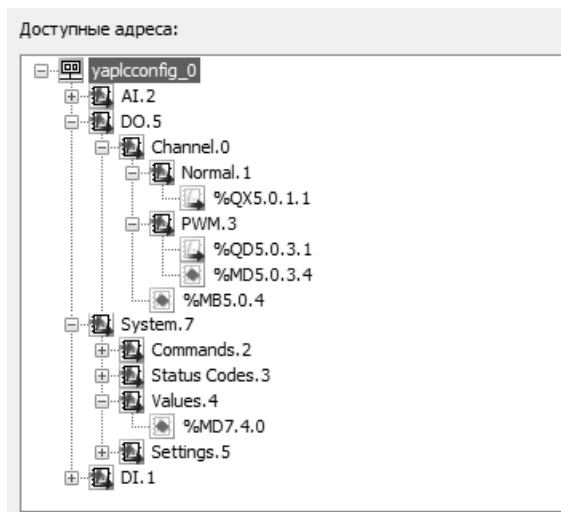 Доступные адреса:
yaplcconfig_0
AI.2
DO.5
Channel.0
Normal.1
%QX5.0.1.1
PWM.3
%QD5.0.3.1
%MD5.0.3.4
%MB5.0.4
System.7
Commands.2
Status Codes.3
Values.4
%MD7.4.0
Settings.5
DI.1